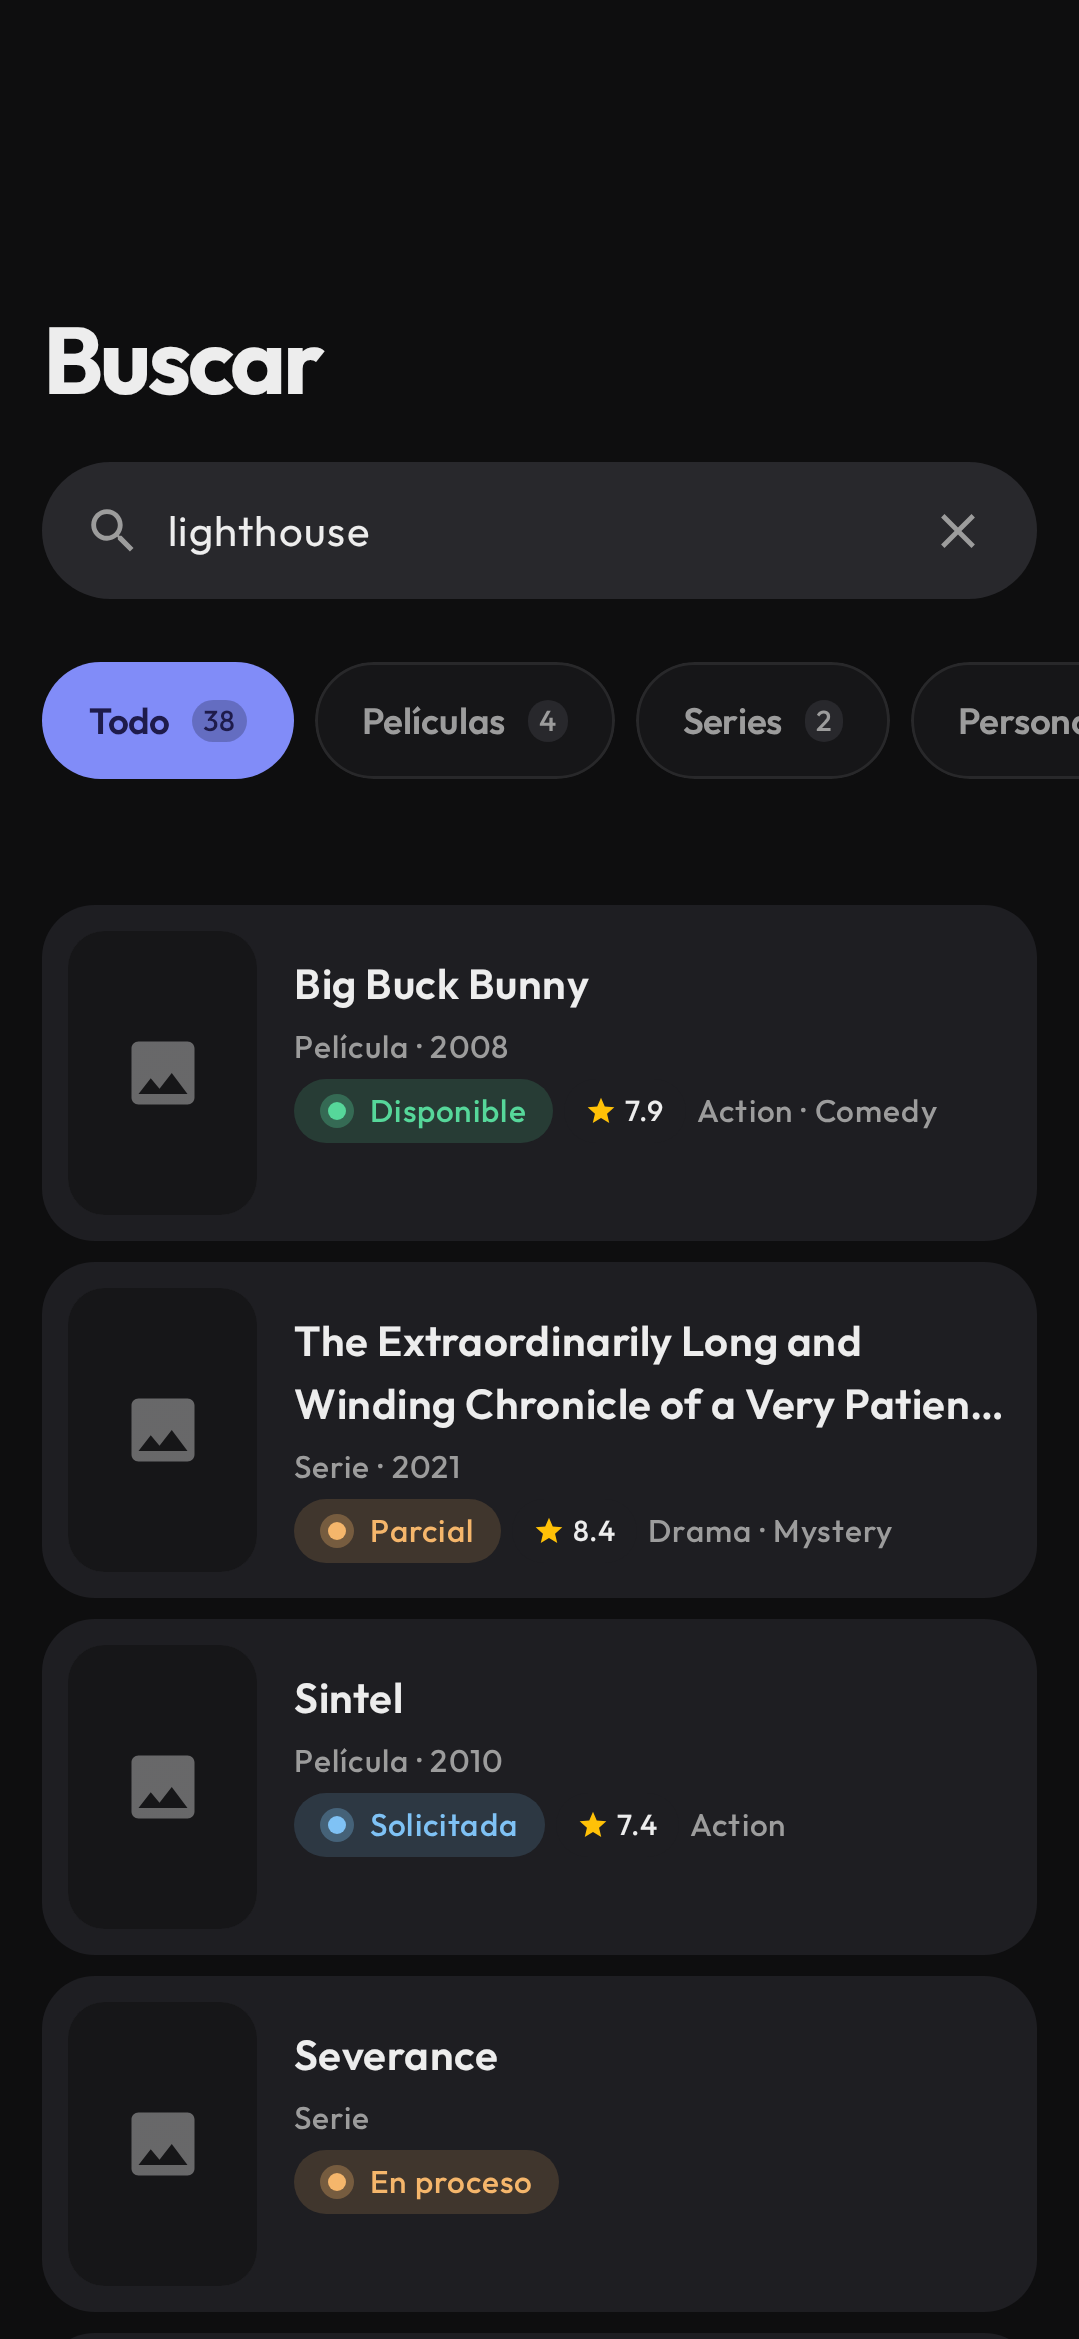 Buscar
lighthouse
Todo 38 Películas 4 Series 2 Persona
Big Buck Bunny
Película · 2008
Disponible 7.9 Action · Comedy
The Extraordinarily Long and
Winding Chronicle of a Very Patien...
Serie · 2021
Parcial 8.4 Drama · Mystery
Sintel
Película · 2010
Solicitada 7.4 Action
Severance
Serie
En proceso